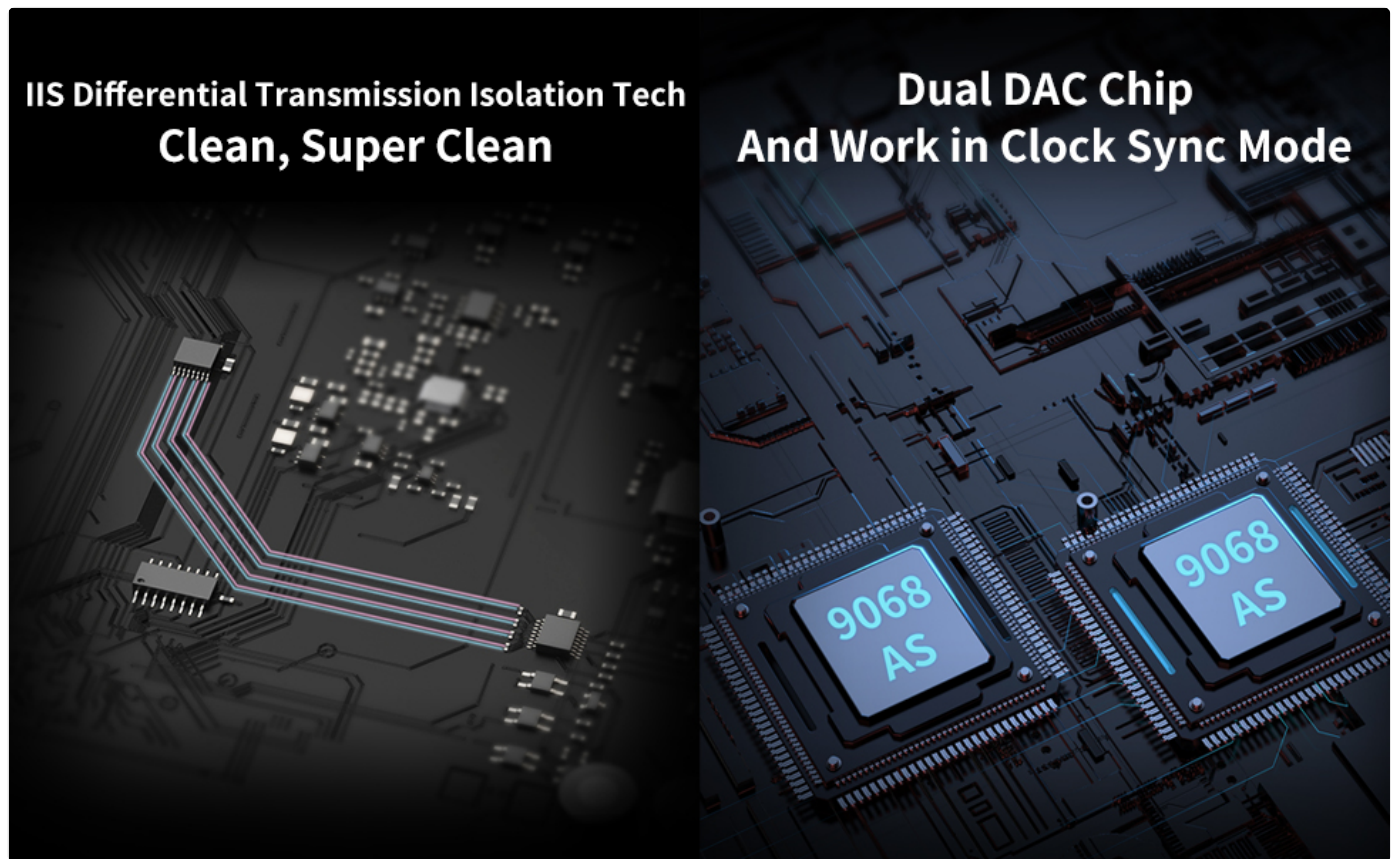 IIS Differential Transmission Isolation Tech
Clean, Super Clean
Dual DAC Chip
And Work in Clock Sync Mode
9068
AS
9068
AS